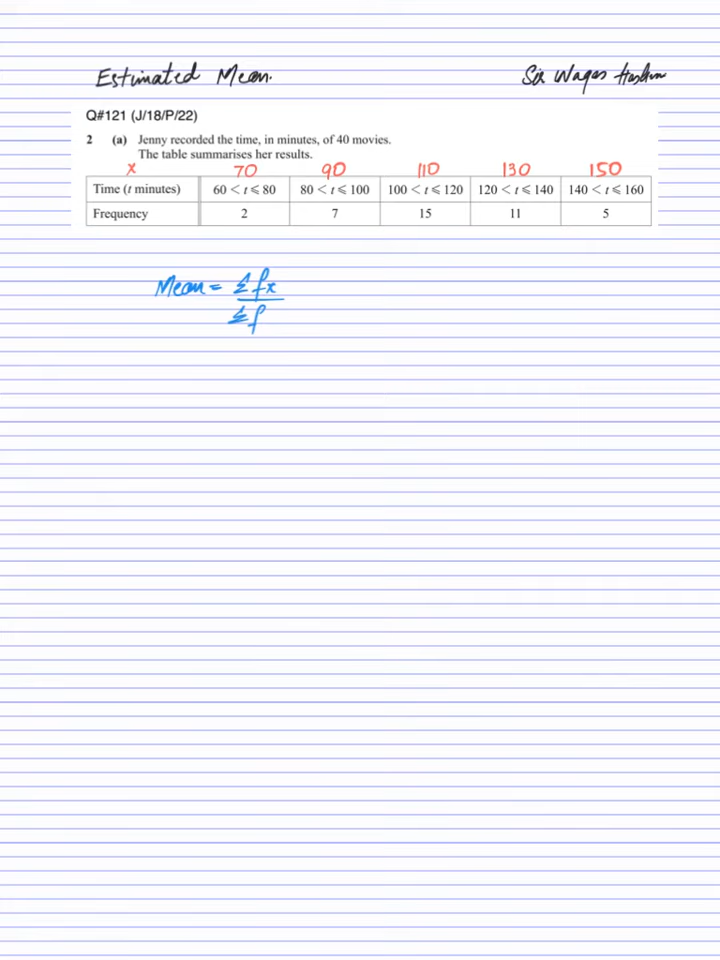 Estimated Mean.
Sir Waqas Hashim
Q#121 (J/18/P/22)
2 (a) Jenny recorded the time, in minutes, of 40 movies.
The table summarises her results.
x 70 90 110 130 150
Time (t minutes) 60 < t ⩽ 80 80 < t ⩽ 100 100 < t ⩽ 120 120 < t ⩽ 140 140 < t ⩽ 160
Frequency 2 7 15 11 5
Mean = Σfx
Σf